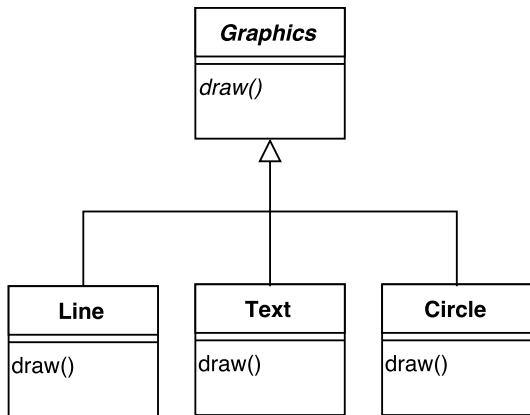 Graphics
draw()
Line
Text
Circle
draw()
draw()
draw()